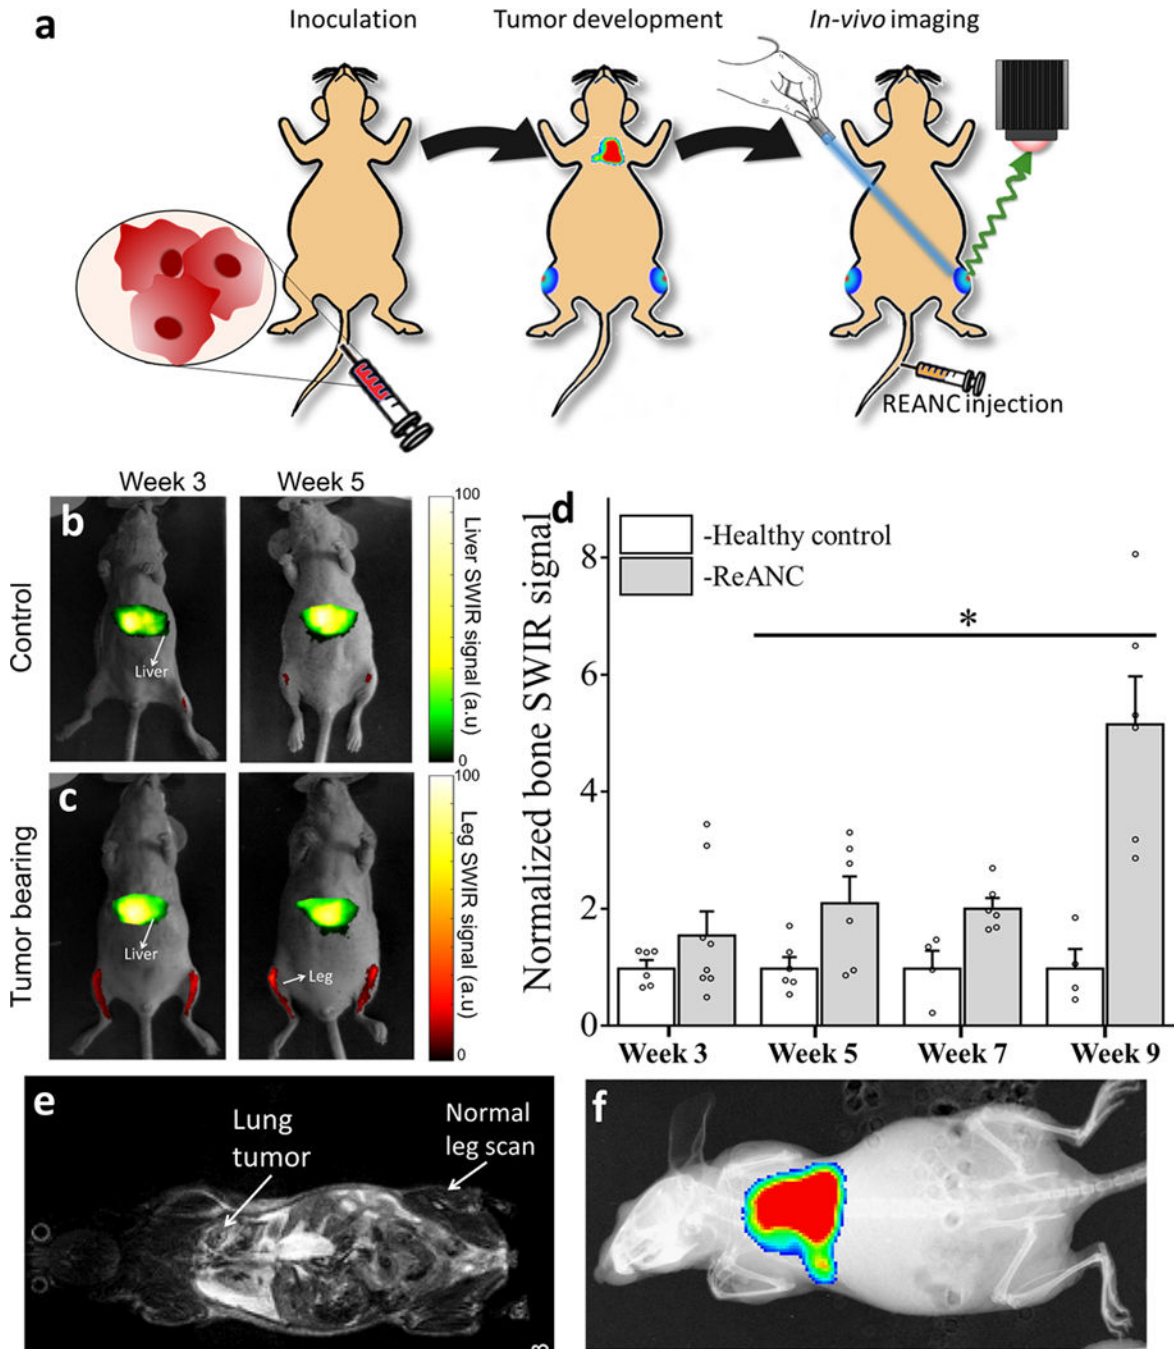 a
Inoculation
Tumor development
In-vivo imaging
REANC injection
Week 3
Week 5
Control
b
Liver
100
Liver SWIR signal (a.u)
0
Tumor bearing
c
Liver
Leg
100
Leg SWIR signal (a.u)
0
d
Normalized bone SWIR signal
-Healthy control
-ReANC
*
8
6
4
2
0
Week 3
Week 5
Week 7
Week 9
e
Lung
tumor
Normal
leg scan
f